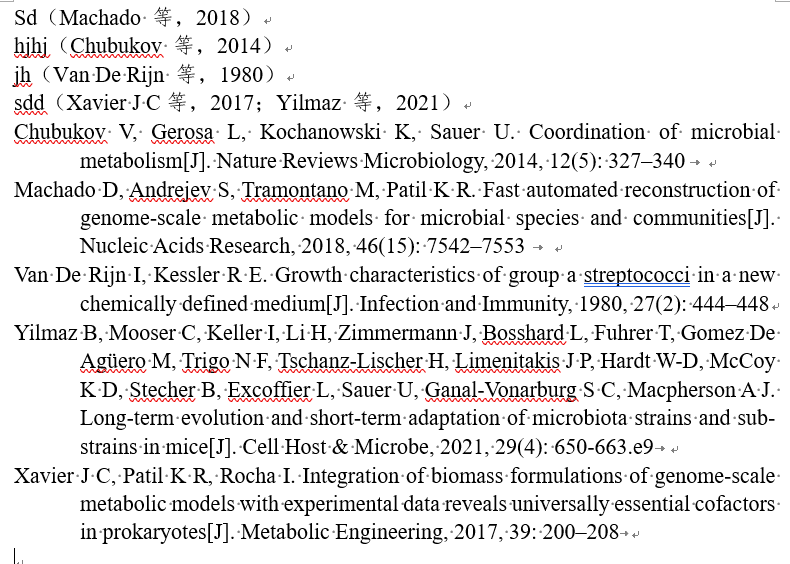 Sd（Machado 等，2018）
hjhj（Chubukov 等，2014）
jh（Van De Rijn 等，1980）
sdd（Xavier J C 等，2017；Yilmaz 等，2021）
Chubukov V, Gerosa L, Kochanowski K, Sauer U. Coordination of microbial
metabolism[J]. Nature Reviews Microbiology, 2014, 12(5): 327–340
Machado D, Andrejev S, Tramontano M, Patil K R. Fast automated reconstruction of
genome-scale metabolic models for microbial species and communities[J].
Nucleic Acids Research, 2018, 46(15): 7542–7553
Van De Rijn I, Kessler R E. Growth characteristics of group a streptococci in a new
chemically defined medium[J]. Infection and Immunity, 1980, 27(2): 444–448
Yilmaz B, Mooser C, Keller I, Li H, Zimmermann J, Bosshard L, Fuhrer T, Gomez De
Agüero M, Trigo N F, Tschanz-Lischer H, Limenitakis J P, Hardt W-D, McCoy
K D, Stecher B, Excoffier L, Sauer U, Ganal-Vonarburg S C, Macpherson A J.
Long-term evolution and short-term adaptation of microbiota strains and sub-
strains in mice[J]. Cell Host & Microbe, 2021, 29(4): 650-663.e9
Xavier J C, Patil K R, Rocha I. Integration of biomass formulations of genome-scale
metabolic models with experimental data reveals universally essential cofactors
in prokaryotes[J]. Metabolic Engineering, 2017, 39: 200–208